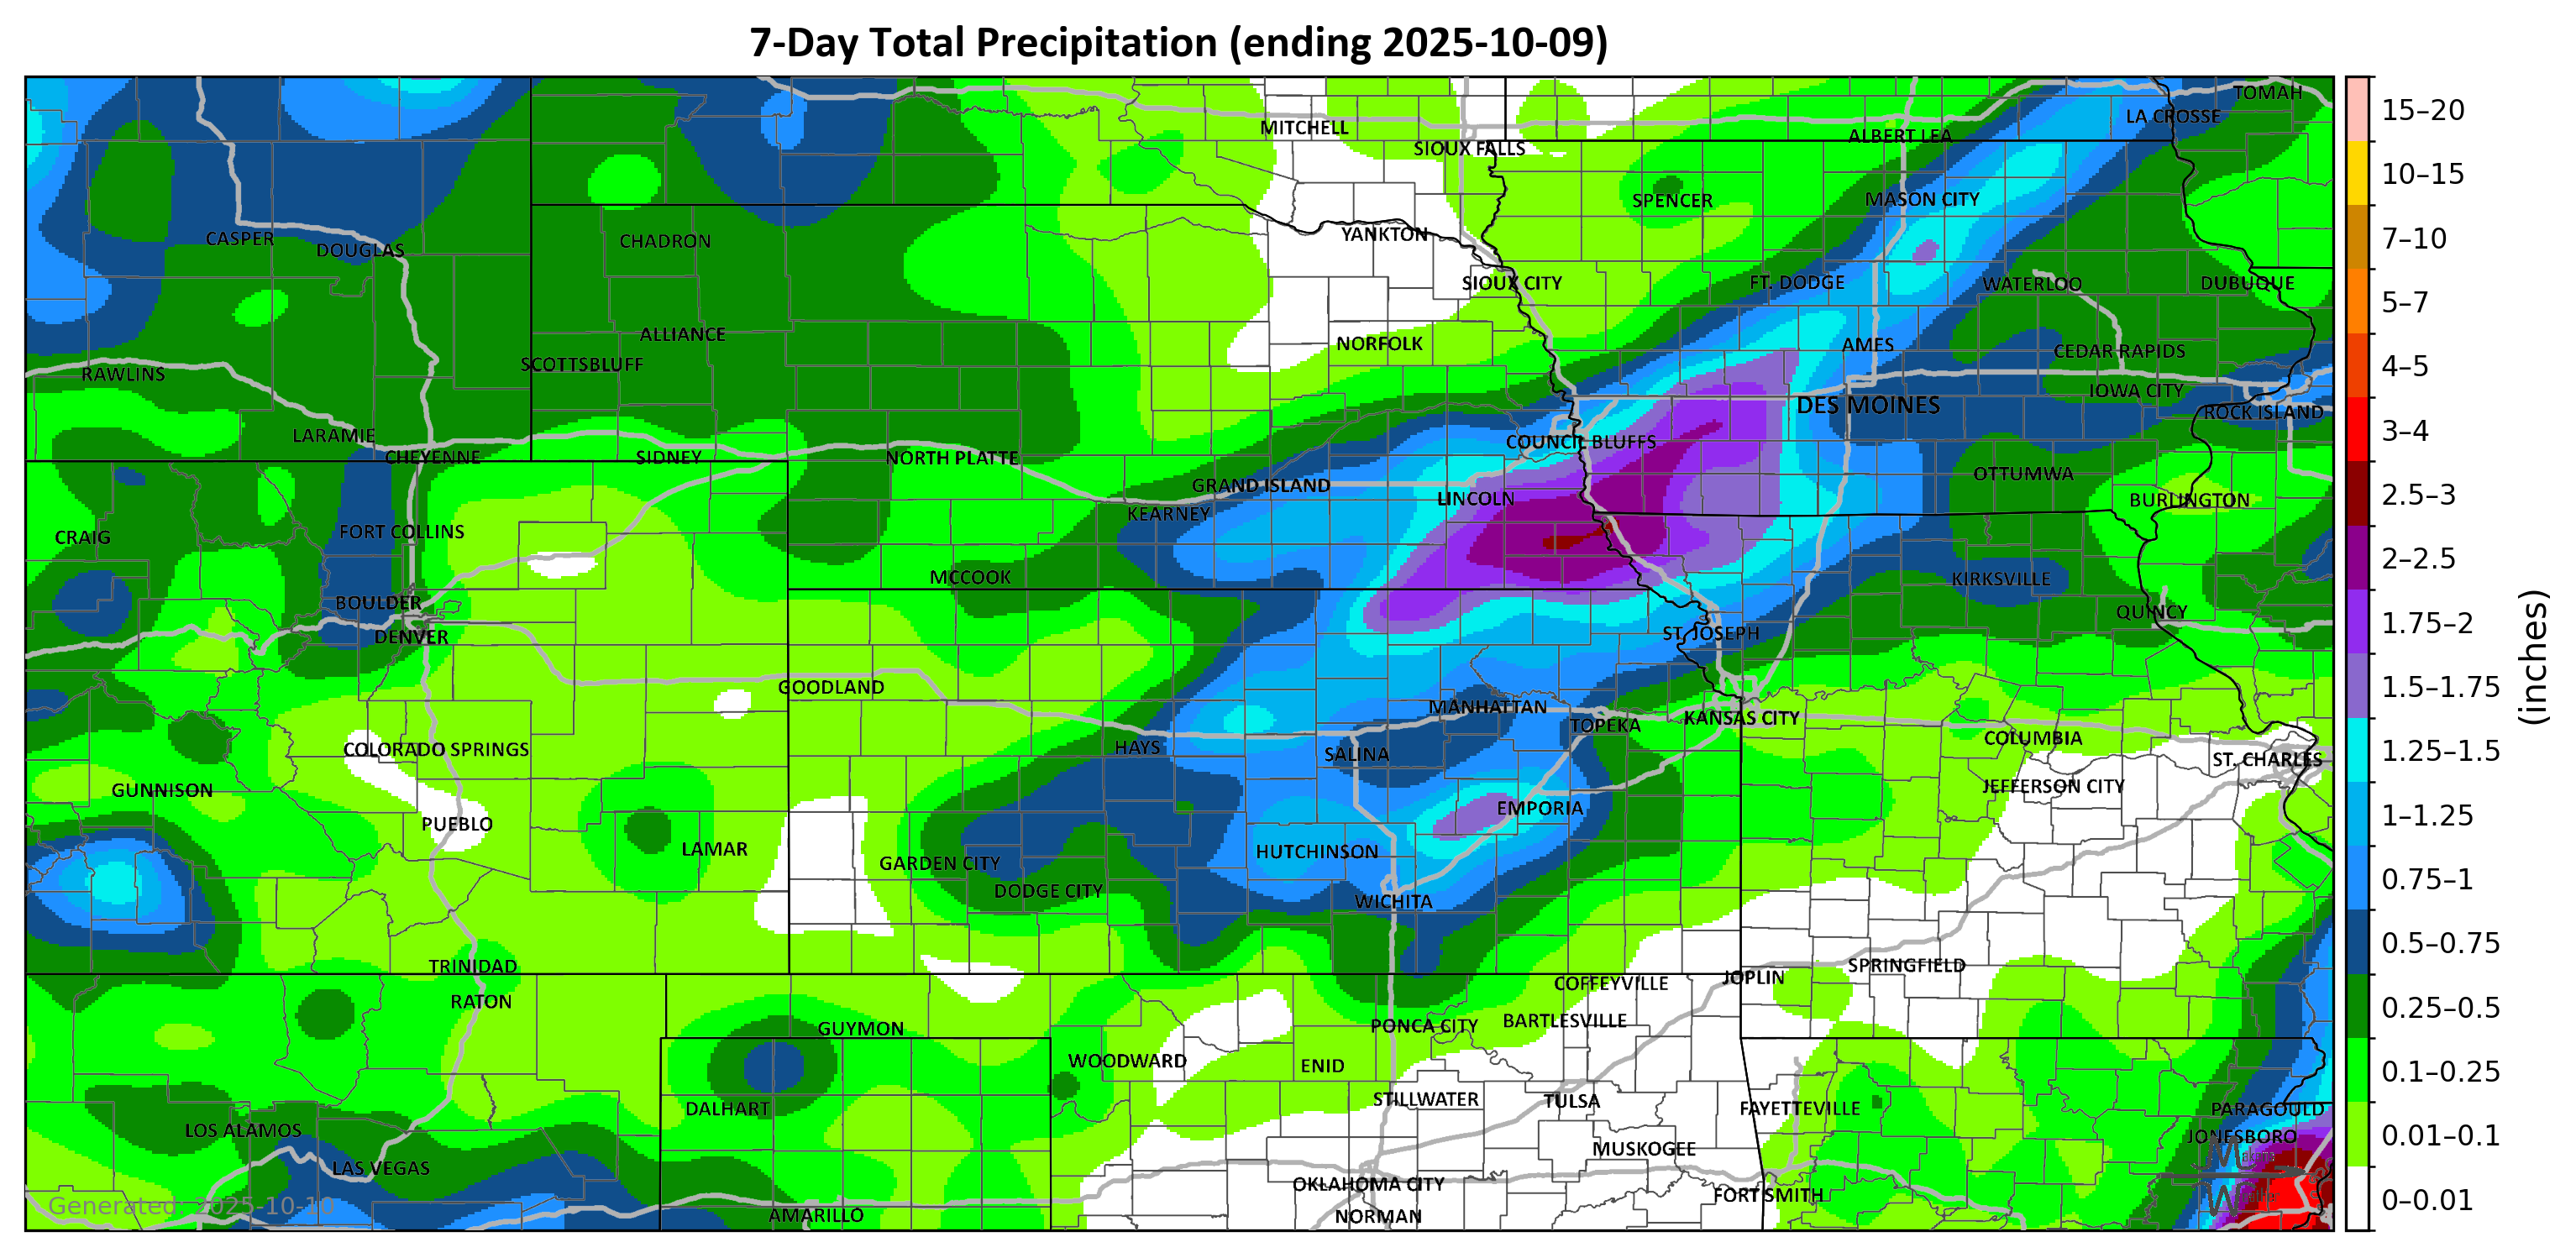 7-Day Total Precipitation (ending 2025-10-09)
TOMAH
LA CROSSE
MITCHELL
ALBERT LEA
SIOUX FALLS
SPENCER
MASON CITY
CASPER
DOUGLAS
CHADRON
YANKTON
SIOUX CITY
FT. DODGE
WATERLOO
DUBUQUE
ALLIANCE
NORFOLK
AMES
CEDAR RAPIDS
SCOTTSBLUFF
RAWLINS
IOWA CITY
DES MOINES
ROCK ISLAND
LARAMIE
COUNCIL BLUFFS
CHEYENNE
SIDNEY
NORTH PLATTE
OTTUMWA
GRAND ISLAND
LINCOLN
BURLINGTON
KEARNEY
FORT COLLINS
CRAIG
MCCOOK
KIRKSVILLE
BOULDER
QUINCY
DENVER
ST. JOSEPH
GOODLAND
MANHATTAN
KANSAS CITY
TOPEKA
COLUMBIA
COLORADO SPRINGS
HAYS
SALINA
ST. CHARLES
JEFFERSON CITY
GUNNISON
EMPORIA
PUEBLO
LAMAR
HUTCHINSON
GARDEN CITY
DODGE CITY
WICHITA
TRINIDAD
SPRINGFIELD
JOPLIN
COFFEYVILLE
RATON
BARTLESVILLE
GUYMON
PONCA CITY
WOODWARD
ENID
STILLWATER
TULSA
DALHART
FAYETTEVILLE
PARAGOULD
LOS ALAMOS
JONESBORO
MUSKOGEE
LAS VEGAS
OKLAHOMA CITY
FORT SMITH
Generated: 2025-10-10
AMARILLO
NORMAN
15–20
10–15
7–10
5–7
4–5
3–4
2.5–3
2–2.5
1.75–2
1.5–1.75
1.25–1.5
1–1.25
0.75–1
0.5–0.75
0.25–0.5
0.1–0.25
0.01–0.1
0–0.01
(inches)